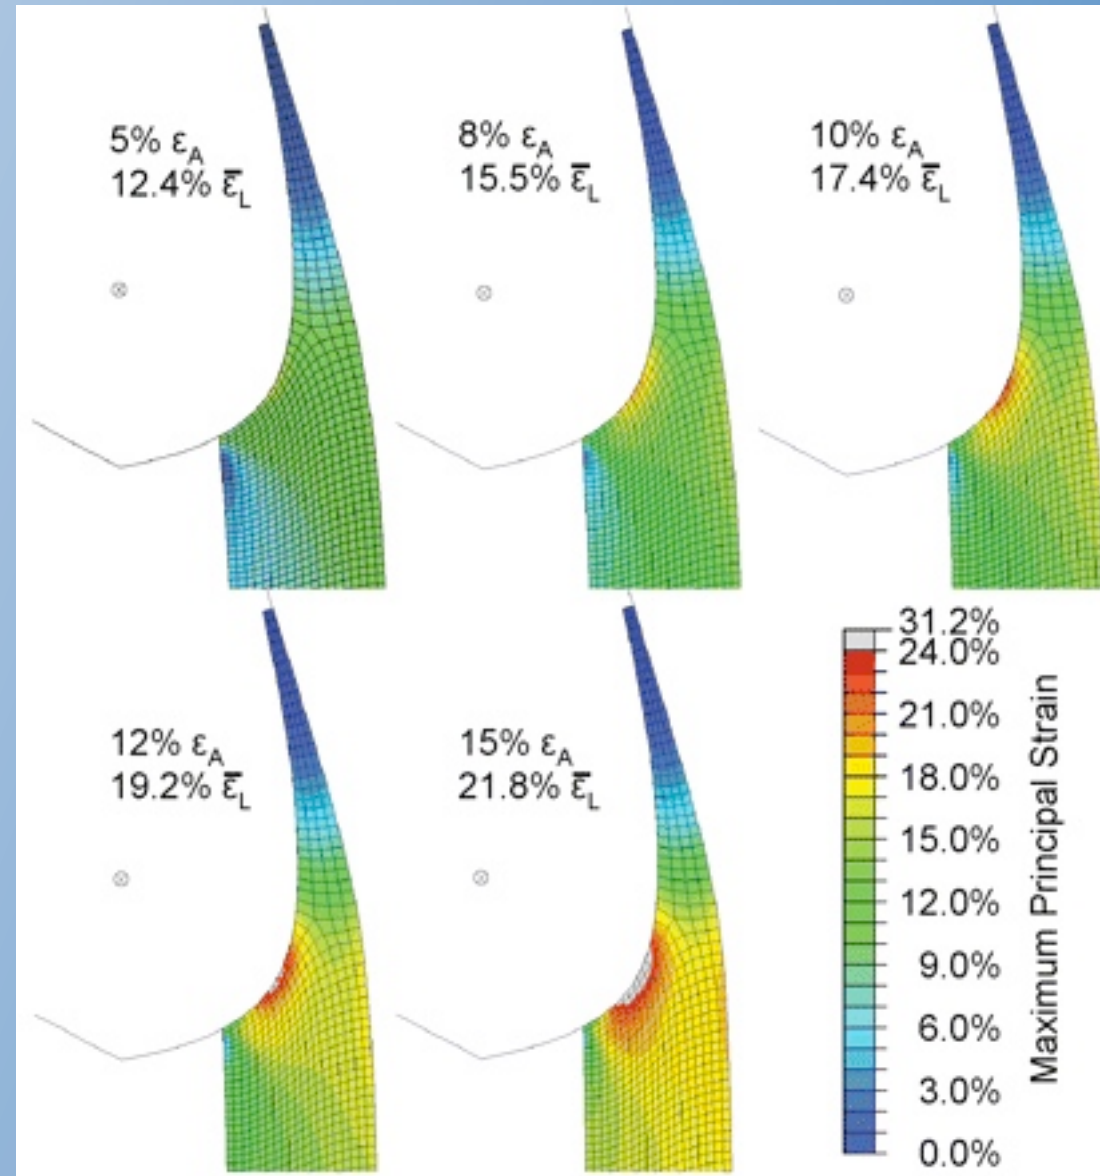 5% ε_A
12.4% ε̅_L
8% ε_A
15.5% ε̅_L
10% ε_A
17.4% ε̅_L
12% ε_A
19.2% ε̅_L
15% ε_A
21.8% ε̅_L
31.2%
24.0%
21.0%
18.0%
15.0%
12.0%
9.0%
6.0%
3.0%
0.0%
Maximum Principal Strain